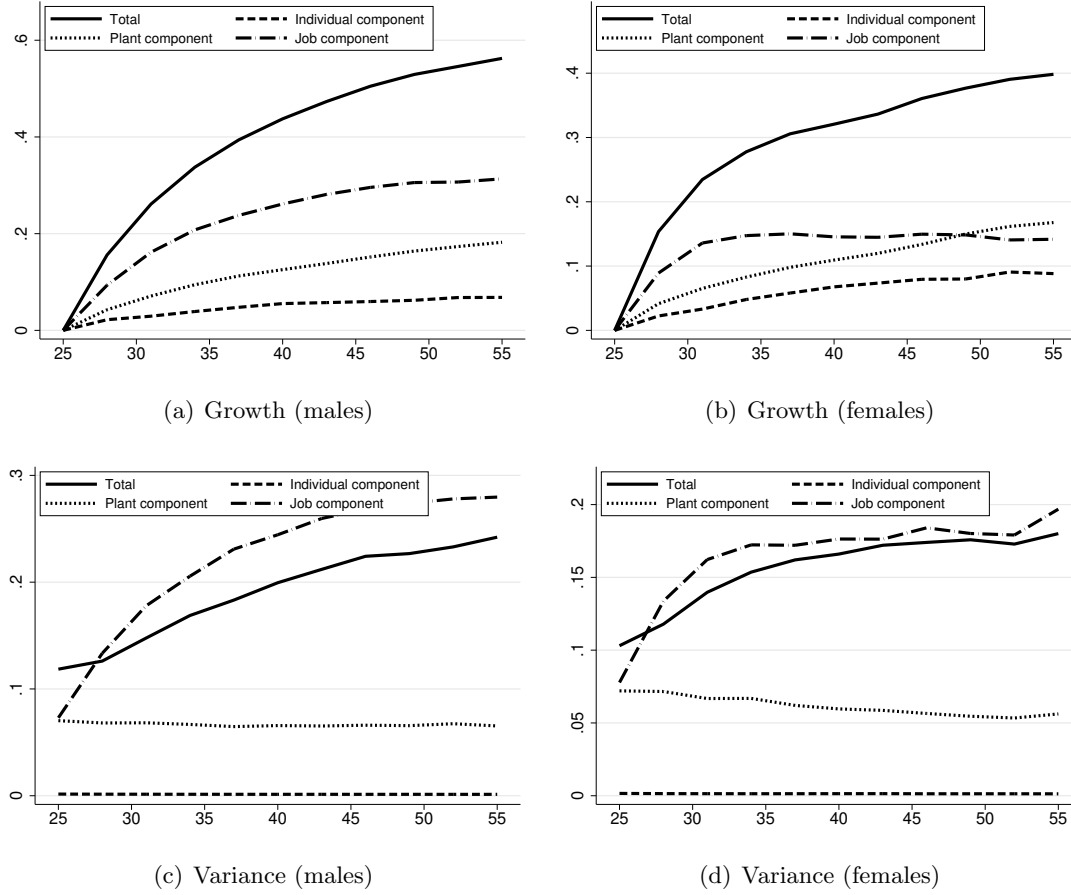 Total Individual component
Plant component Job component
.6
.4
.2
0
25 30 35 40 45 50 55
(a) Growth (males)
Total Individual component
Plant component Job component
.4
.3
.2
.1
0
25 30 35 40 45 50 55
(b) Growth (females)
Total Individual component
Plant component Job component
.3
.2
.1
0
25 30 35 40 45 50 55
(c) Variance (males)
Total Individual component
Plant component Job component
.2
.15
.1
.05
0
25 30 35 40 45 50 55
(d) Variance (females)